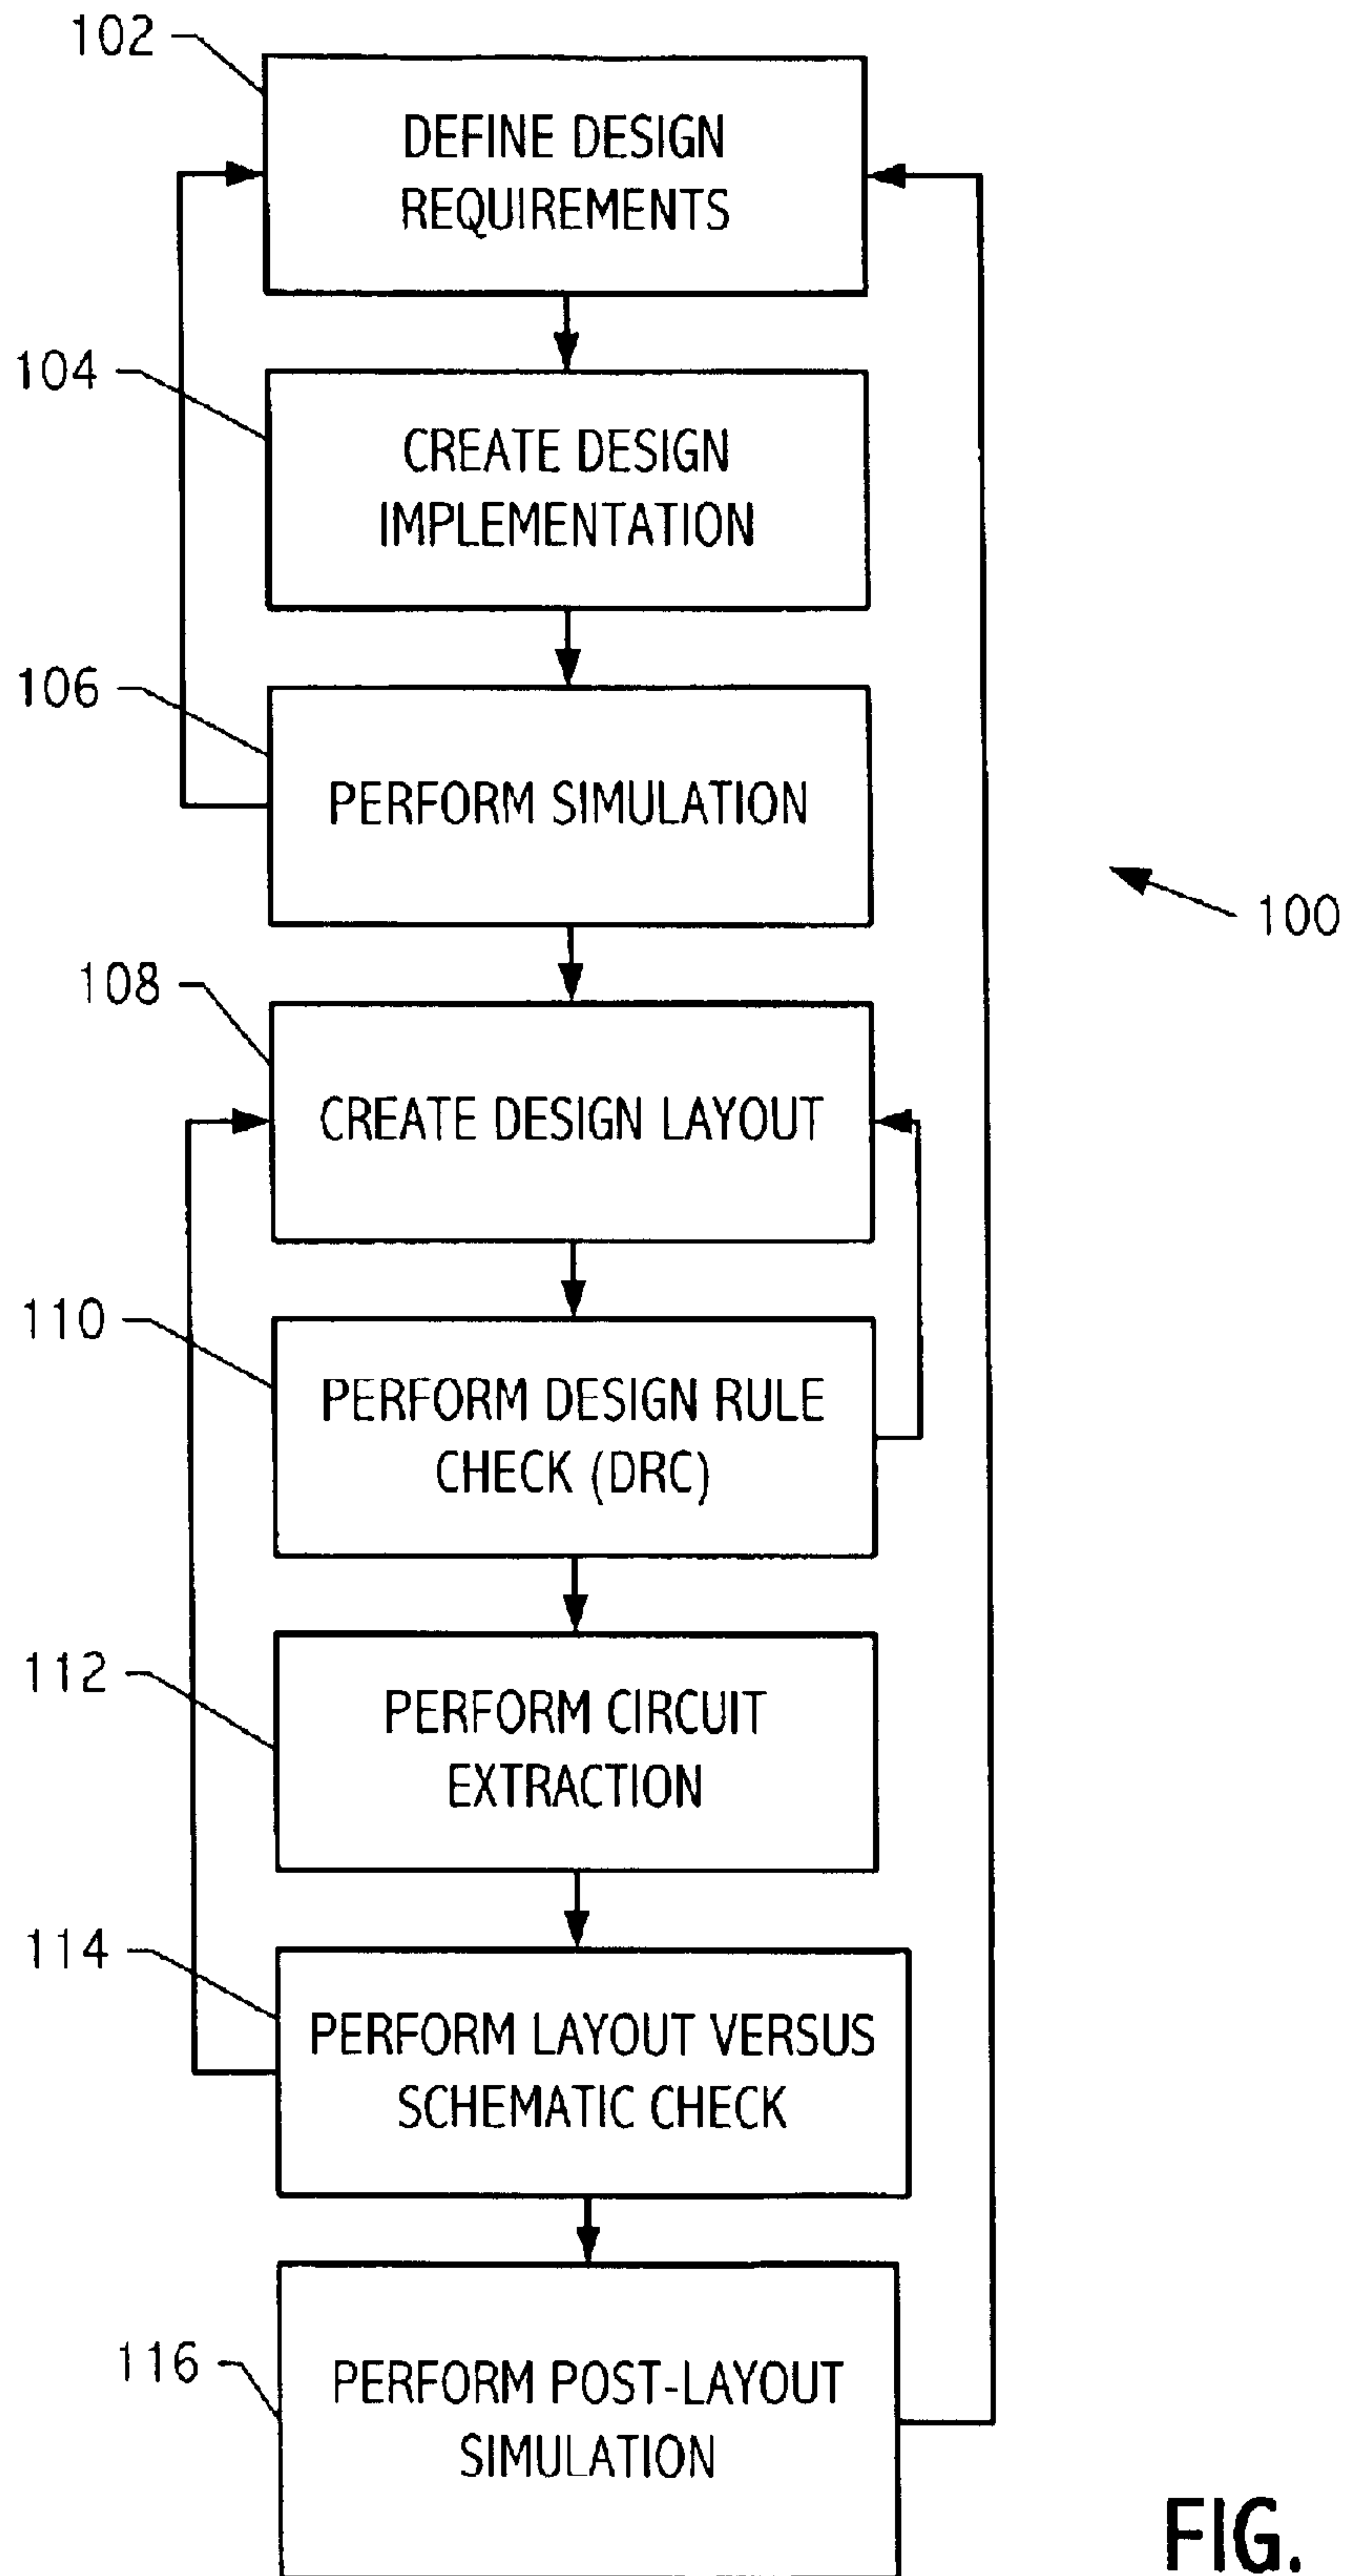 102
DEFINE DESIGN
REQUIREMENTS
104
CREATE DESIGN
IMPLEMENTATION
106
PERFORM SIMULATION
100
108
CREATE DESIGN LAYOUT
110
PERFORM DESIGN RULE
CHECK (DRC)
112
PERFORM CIRCUIT
EXTRACTION
114
PERFORM LAYOUT VERSUS
SCHEMATIC CHECK
116
PERFORM POST-LAYOUT
SIMULATION
FIG.